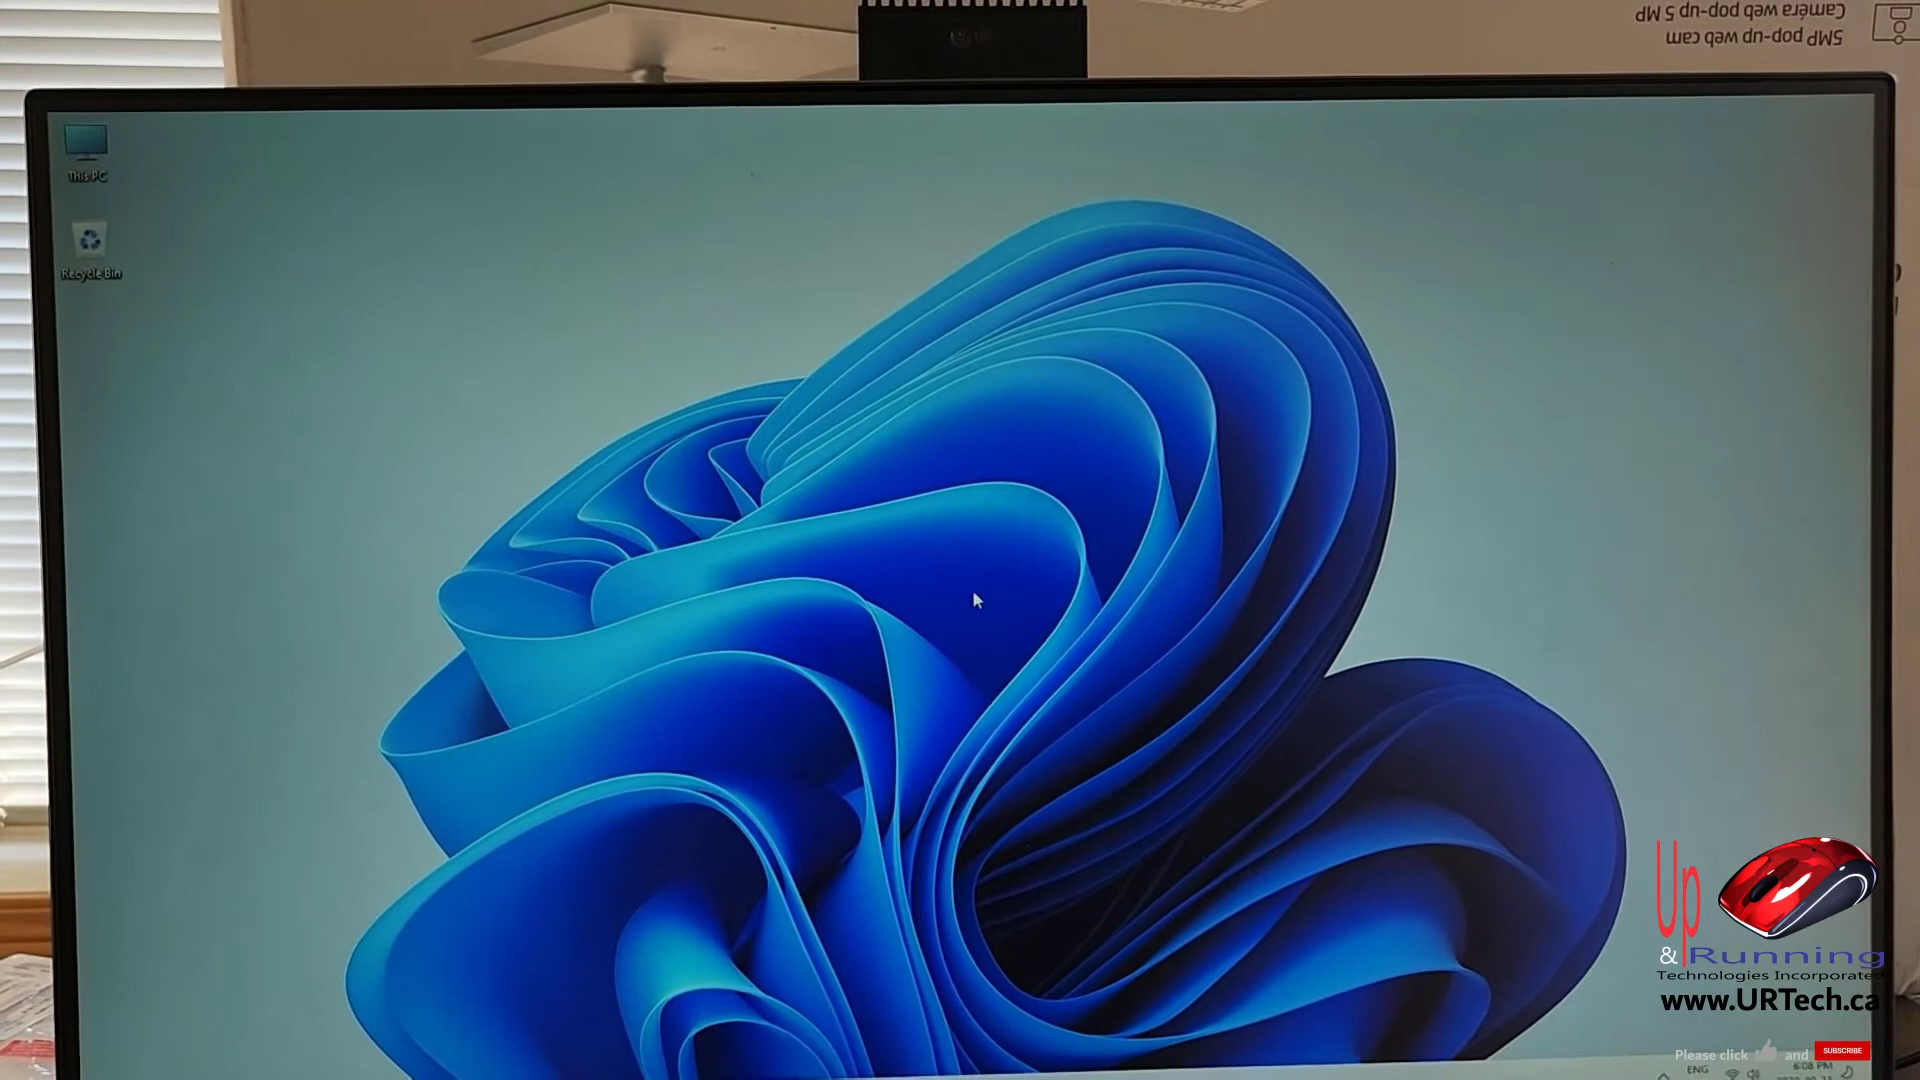 Caméra web pop-up 5 MP
5MP pop-up web cam
This PC
Recycle Bin
Up
& Running
Technologies Incorporated
www.URTech.ca
Please click and SUBSCRIBE
ENG
6:08 PM